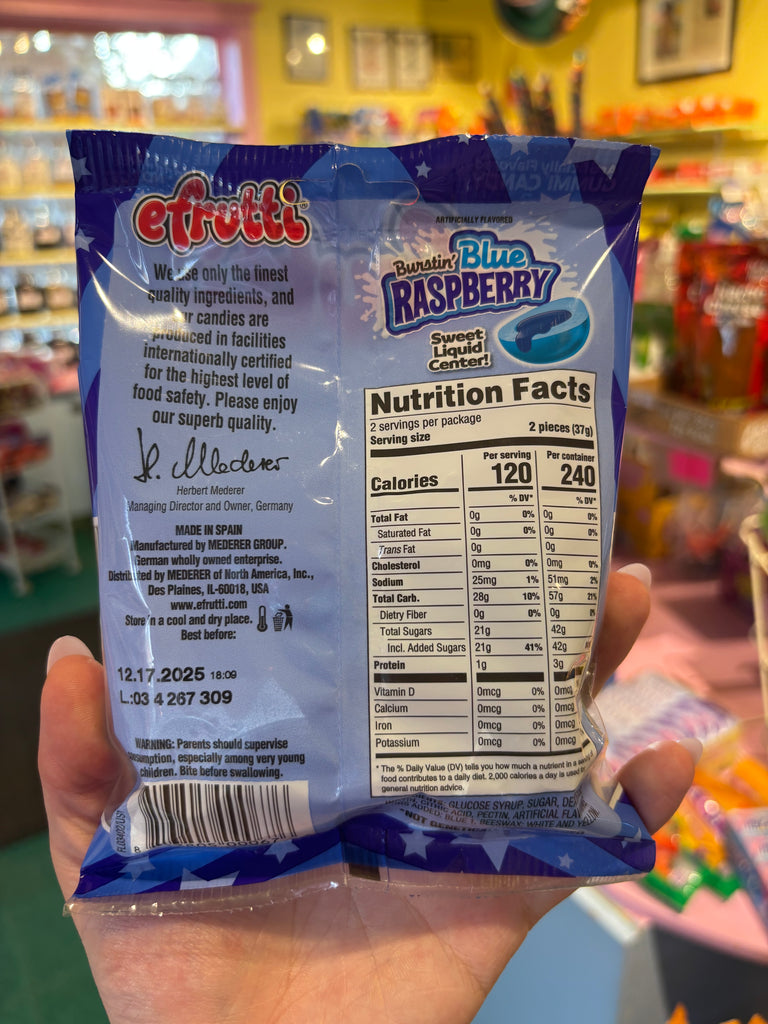 efrutti
We use only the finest
quality ingredients, and
our candies are
produced in facilities
internationally certified
for the highest level of
food safety. Please enjoy
our superb quality.
H. Mederer
Herbert Mederer
Managing Director and Owner, Germany
MADE IN SPAIN
Manufactured by MEDERER GROUP.
German wholly owned enterprise.
Distributed by MEDERER of North America, Inc.,
Des Plaines, IL-60018, USA
www.efrutti.com
Store in a cool and dry place.
Best before:
12.17.2025 18:09
L:03 4 267 309
WARNING: Parents should supervise
consumption, especially among very young
children. Bite before swallowing.
ARTIFICIALLY FLAVORED
Burstin' Blue
RASPBERRY
Sweet
Liquid
Center!
Nutrition Facts
2 servings per package
Serving size 2 pieces (37g)
Per serving Per container
Calories 120 240
% DV* % DV*
Total Fat 0g 0% 0g 0%
Saturated Fat 0g 0% 0g 0%
Trans Fat 0g 0g
Cholesterol 0mg 0% 0mg 0%
Sodium 25mg 1% 51mg 2%
Total Carb. 28g 10% 57g 21%
Dietry Fiber 0g 0% 0g 0%
Total Sugars 21g 42g
Incl. Added Sugars 21g 41% 42g
Protein 1g 3g
Vitamin D 0mcg 0% 0mcg
Calcium 0mcg 0% 0mcg
Iron 0mcg 0% 0mcg
Potassium 0mcg 0% 0mcg
* The % Daily Value (DV) tells you how much a nutrient in a
food contributes to a daily diet. 2,000 calories a day is used
general nutrition advice.
GLUCOSE SYRUP, SUGAR,
CITRIC ACID, PECTIN, ARTIFICIAL
ADDED: BLUE 1, BEESWAX: WHITE AND